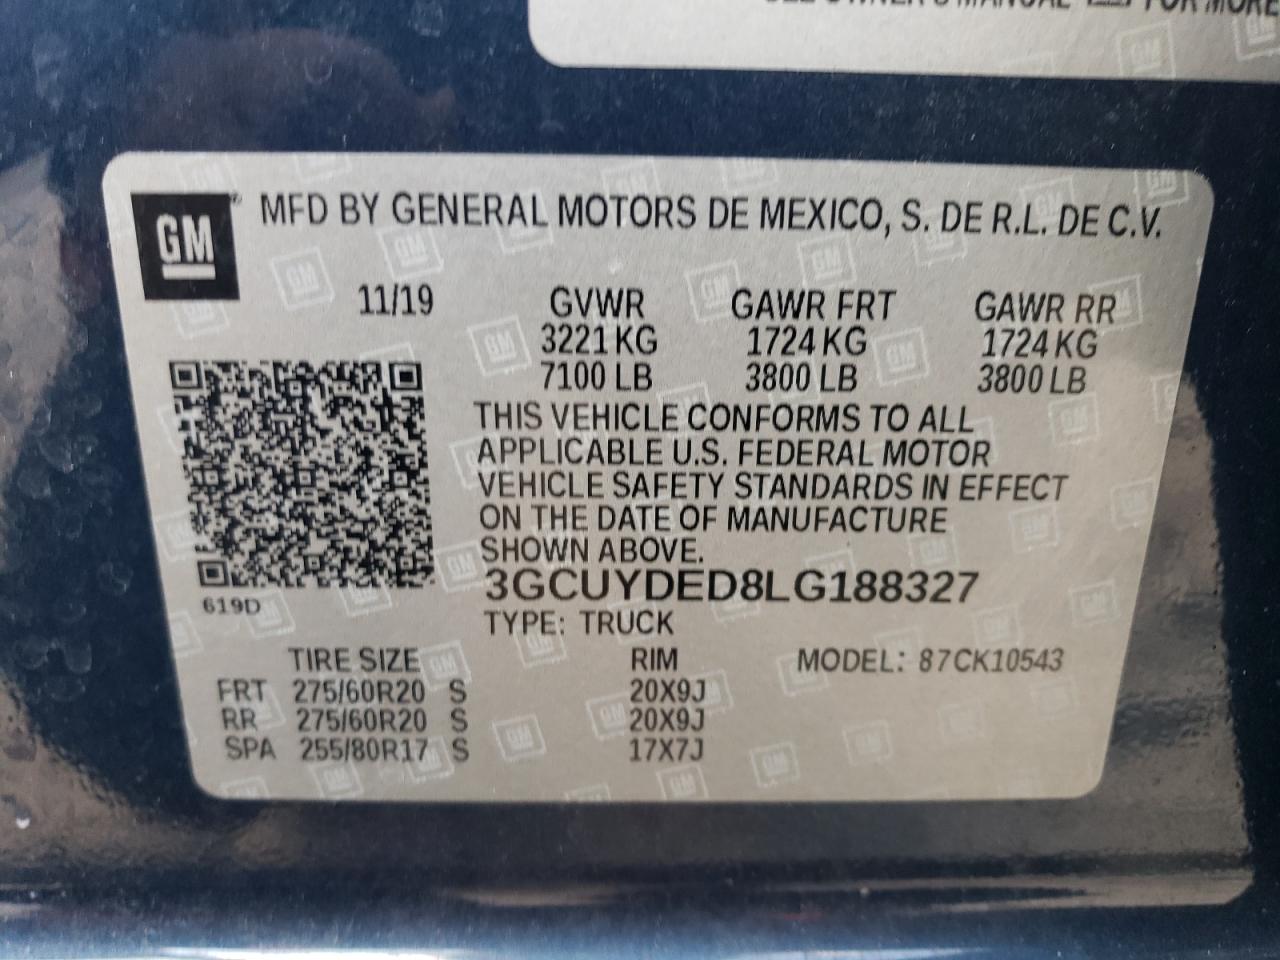 FOR MORE
GM
MFD BY GENERAL MOTORS DE MEXICO, S. DE R.L. DE C.V.
11/19 GVWR GAWR FRT GAWR RR
3221 KG 1724 KG 1724 KG
7100 LB 3800 LB 3800 LB
THIS VEHICLE CONFORMS TO ALL
APPLICABLE U.S. FEDERAL MOTOR
VEHICLE SAFETY STANDARDS IN EFFECT
ON THE DATE OF MANUFACTURE
SHOWN ABOVE.
3GCUYDED8LG188327
619D
TYPE: TRUCK
TIRE SIZE RIM MODEL: 87CK10543
FRT 275/60R20 S 20X9J
RR 275/60R20 S 20X9J
SPA 255/80R17 S 17X7J